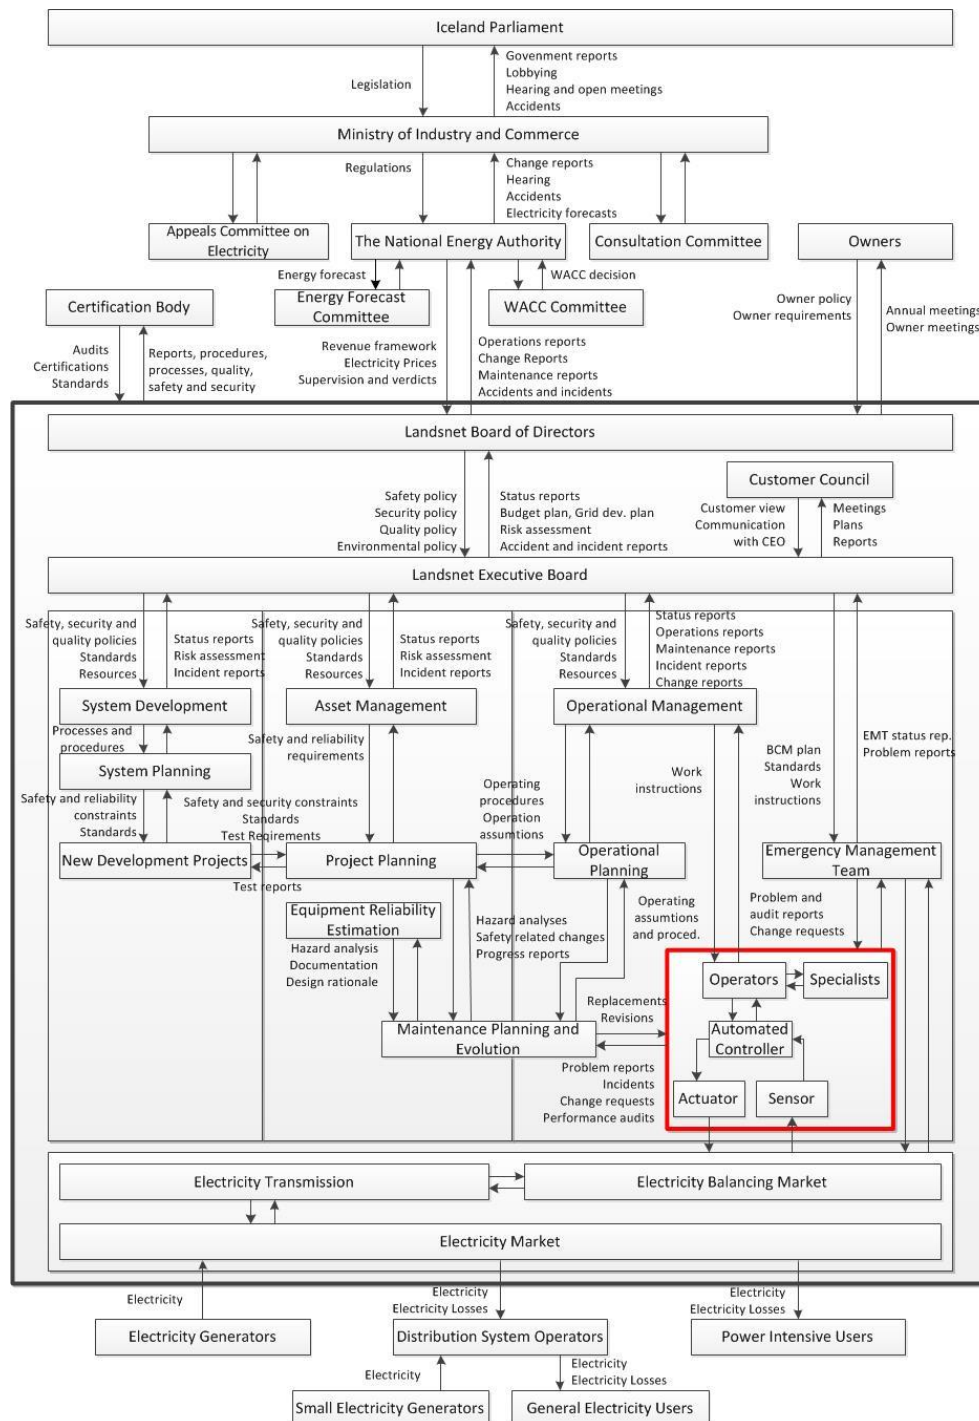 Iceland Parliament
Legislation
Govenment reports
Lobbying
Hearing and open meetings
Accidents
Ministry of Industry and Commerce
Regulations
Change reports
Hearing
Accidents
Electricity forecasts
Appeals Committee on
Electricity
The National Energy Authority
Consultation Committee
Owners
Energy forecast
WACC decision
Certification Body
Energy Forecast
Committee
WACC Committee
Owner policy
Owner requirements
Annual meetings
Owner meetings
Audits
Certifications
Standards
Reports, procedures,
processes, quality,
safety and security
Revenue framework
Electricity Prices
Supervision and verdicts
Operations reports
Change Reports
Maintenance reports
Accidents and incidents
Landsnet Board of Directors
Safety policy
Security policy
Quality policy
Environmental policy
Status reports
Budget plan, Grid dev. plan
Risk assessment
Accident and incident reports
Customer Council
Customer view
Communication
with CEO
Meetings
Plans
Reports
Landsnet Executive Board
Safety, security and
quality policies
Standards
Resources
Status reports
Risk assessment
Incident reports
Safety, security and
quality policies
Standards
Resources
Status reports
Risk assessment
Incident reports
Safety, security and
quality policies
Standards
Resources
Status reports
Operations reports
Maintenance reports
Incident reports
Change reports
System Development
Asset Management
Operational Management
Processes and
procedures
Safety and reliability
requirements
EMT status rep.
Problem reports
BCM plan
Standards
Work
instructions
Work
instructions
System Planning
Safety and reliability
constraints
Standards
Safety and security constraints
Standards
Test Reqirements
Operating
procedures
Operation
assumtions
New Development Projects
Project Planning
Operational
Planning
Emergency Management
Team
Test reports
Equipment Reliability
Estimation
Hazard analysis
Documentation
Design rationale
Hazard analyses
Safety related changes
Progress reports
Operating
assumtions
and proced.
Problem and
audit reports
Change requests
Operators
Specialists
Replacements
Revisions
Maintenance Planning and
Evolution
Automated
Controller
Problem reports
Incidents
Change requests
Performance audits
Actuator
Sensor
Electricity Transmission
Electricity Balancing Market
Electricity Market
Electricity
Electricity
Electricity Losses
Electricity
Electricity Losses
Electricity Generators
Distribution System Operators
Power Intensive Users
Electricity
Electricity
Electricity Losses
Small Electricity Generators
General Electricity Users